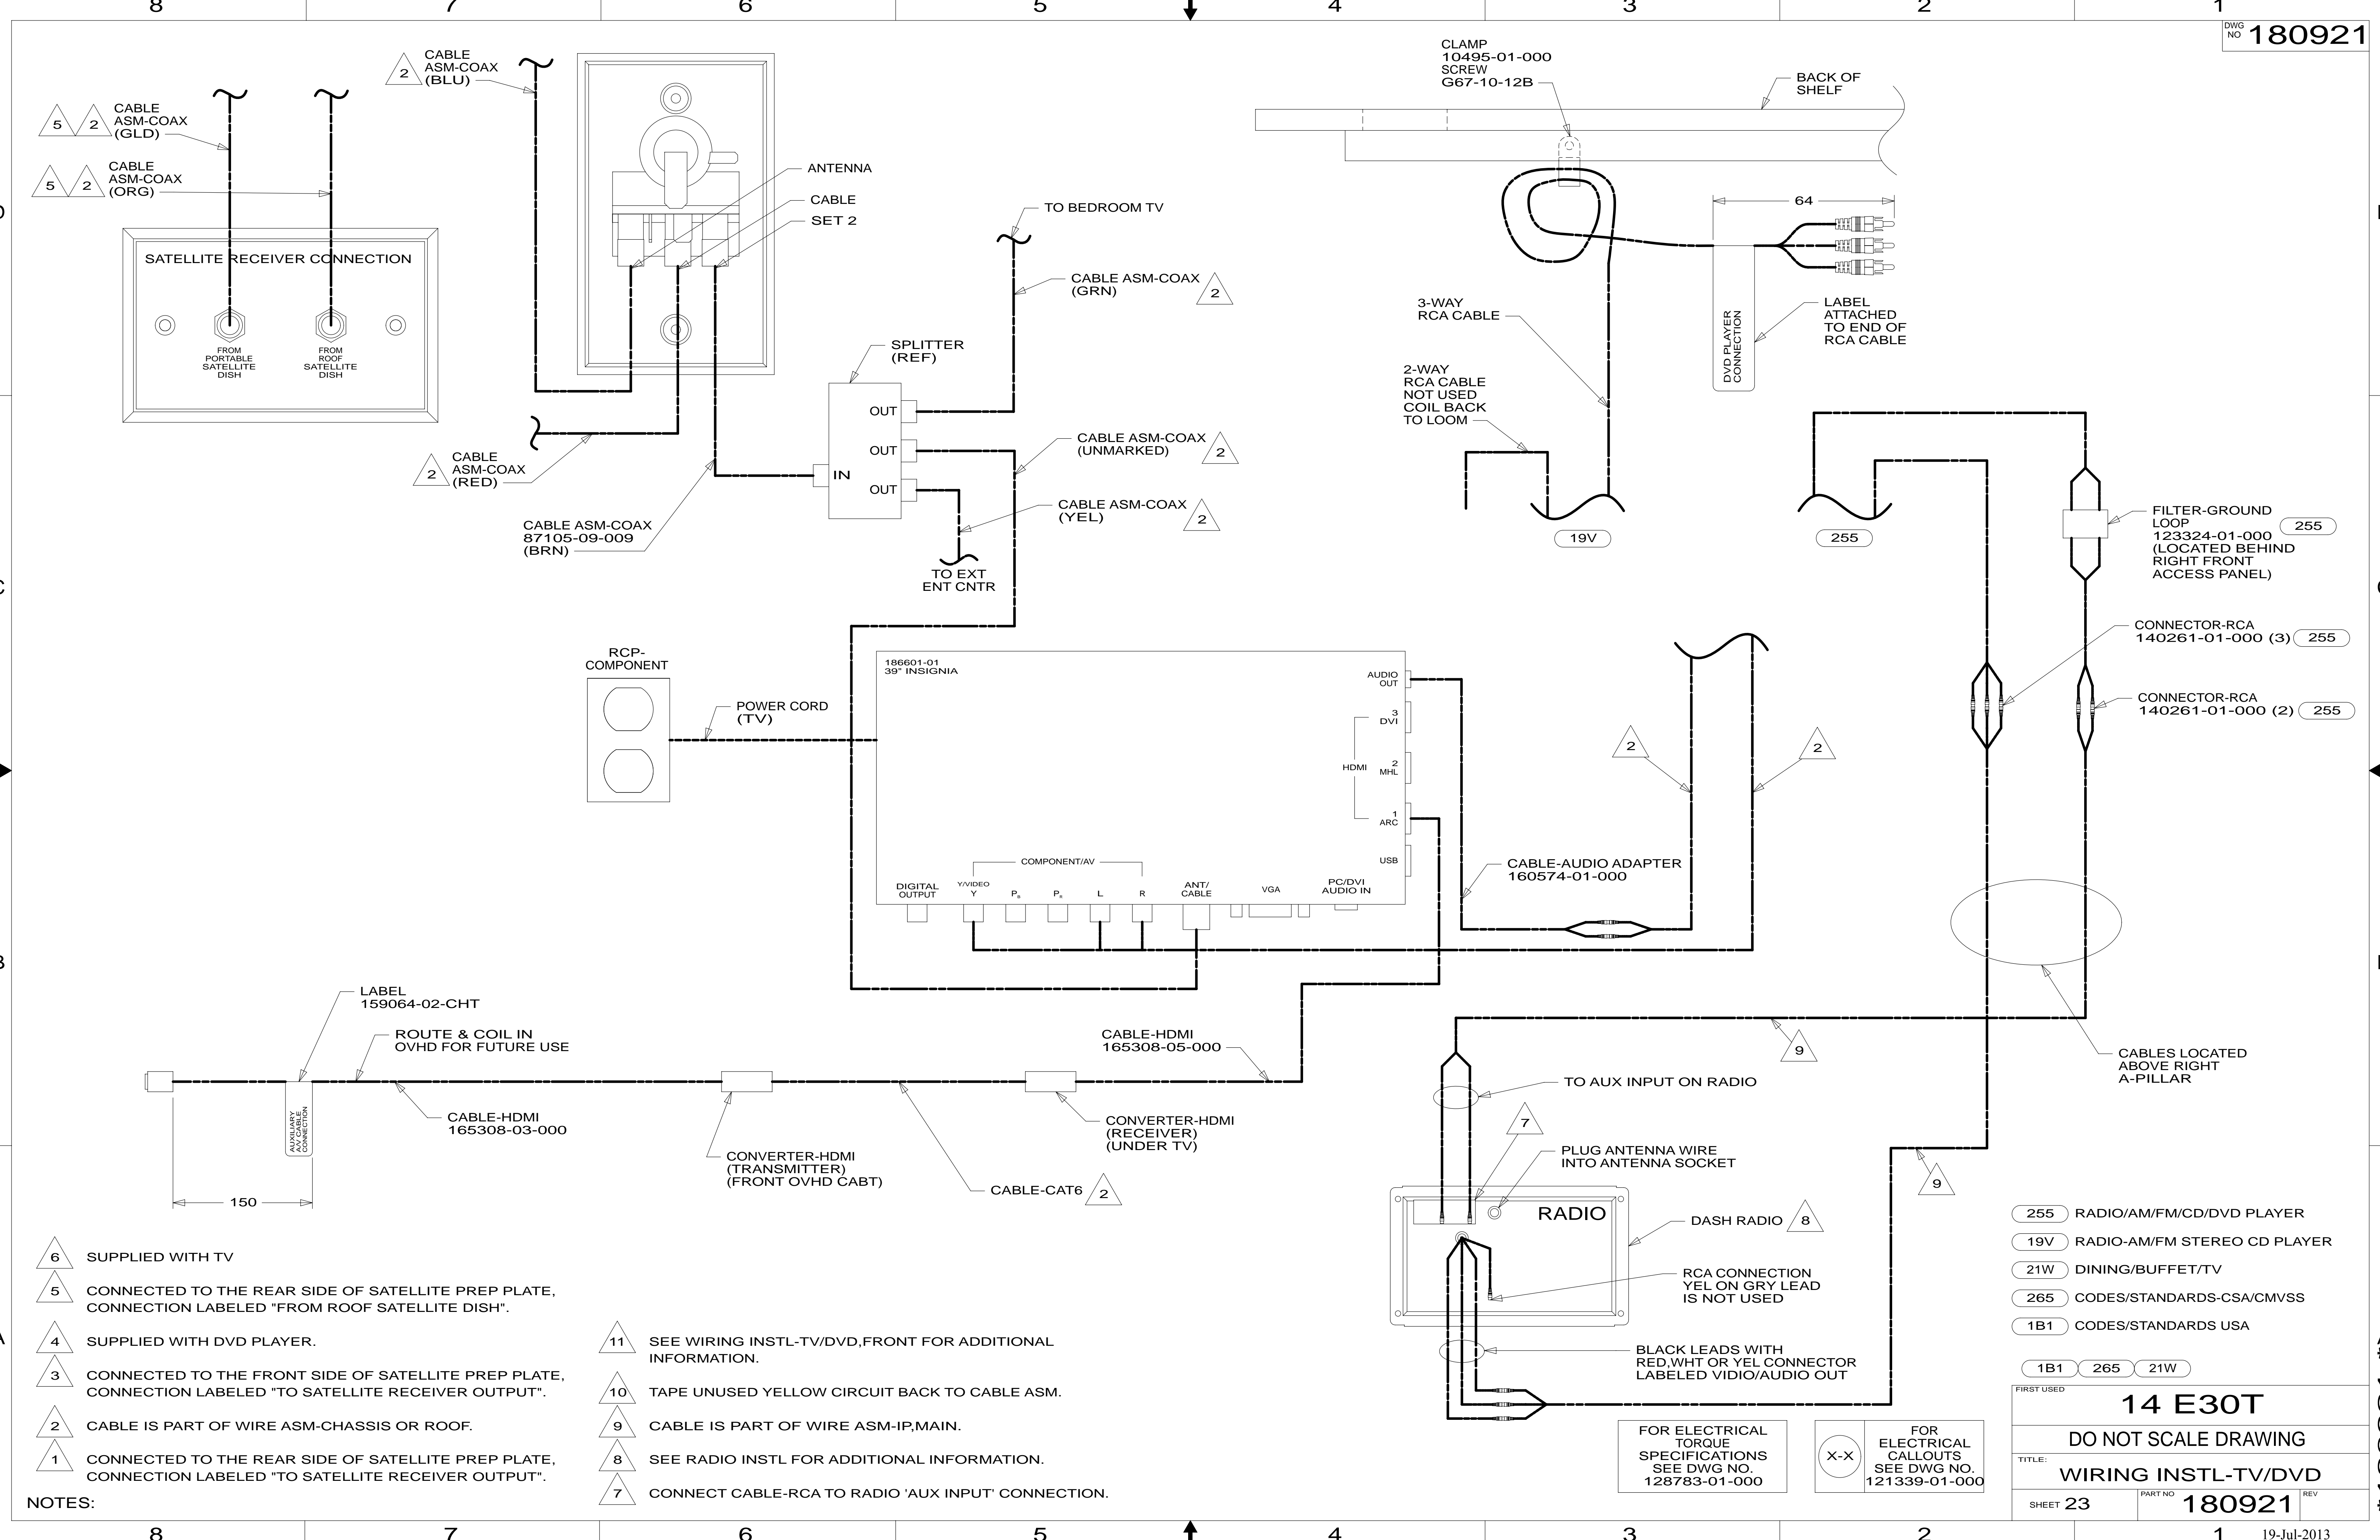 8 7 6 5 4 3 2 1
DWG NO 180921
2
CABLE
ASM-COAX
(BLU)
5 2
CABLE
ASM-COAX
(GLD)
5 2
CABLE
ASM-COAX
(ORG)
SATELLITE RECEIVER CONNECTION
FROM
PORTABLE
SATELLITE
DISH
FROM
ROOF
SATELLITE
DISH
ANTENNA
CABLE
SET 2
2
CABLE
ASM-COAX
(RED)
CABLE ASM-COAX
87105-09-009
(BRN)
SPLITTER
(REF)
IN
OUT
OUT
OUT
TO BEDROOM TV
CABLE ASM-COAX
(GRN)
2
CABLE ASM-COAX
(UNMARKED)
2
CABLE ASM-COAX
(YEL)
2
TO EXT
ENT CNTR
CLAMP
10495-01-000
SCREW
G67-10-12B
BACK OF
SHELF
64
DVD PLAYER
CONNECTION
LABEL
ATTACHED
TO END OF
RCA CABLE
3-WAY
RCA CABLE
2-WAY
RCA CABLE
NOT USED
COIL BACK
TO LOOM
19V
255
FILTER-GROUND
LOOP
123324-01-000
(LOCATED BEHIND
RIGHT FRONT
ACCESS PANEL)
255
CONNECTOR-RCA
140261-01-000 (3)
255
CONNECTOR-RCA
140261-01-000 (2)
255
RCP-
COMPONENT
POWER CORD
(TV)
186601-01
39" INSIGNIA
AUDIO
OUT
3
DVI
HDMI
2
MHL
1
ARC
USB
COMPONENT/AV
DIGITAL
OUTPUT
Y/VIDEO
Y
PB
L
R
ANT/
CABLE
VGA
PC/DVI
AUDIO IN
2
2
CABLE-AUDIO ADAPTER
160574-01-000
CABLES LOCATED
ABOVE RIGHT
A-PILLAR
LABEL
159064-02-CHT
ROUTE & COIL IN
OVHD FOR FUTURE USE
AUXILIARY
A/V CABLE
CONNECTION
150
CABLE-HDMI
165308-03-000
CONVERTER-HDMI
(TRANSMITTER)
(FRONT OVHD CABT)
CABLE-CAT6
2
CONVERTER-HDMI
(RECEIVER)
(UNDER TV)
CABLE-HDMI
165308-05-000
9
TO AUX INPUT ON RADIO
7
PLUG ANTENNA WIRE
INTO ANTENNA SOCKET
9
RADIO
DASH RADIO
8
RCA CONNECTION
YEL ON GRY LEAD
IS NOT USED
BLACK LEADS WITH
RED,WHT OR YEL CONNECTOR
LABELED VIDIO/AUDIO OUT
6 SUPPLIED WITH TV
5 CONNECTED TO THE REAR SIDE OF SATELLITE PREP PLATE,
CONNECTION LABELED "FROM ROOF SATELLITE DISH".
4 SUPPLIED WITH DVD PLAYER.
3 CONNECTED TO THE FRONT SIDE OF SATELLITE PREP PLATE,
CONNECTION LABELED "TO SATELLITE RECEIVER OUTPUT".
2 CABLE IS PART OF WIRE ASM-CHASSIS OR ROOF.
1 CONNECTED TO THE REAR SIDE OF SATELLITE PREP PLATE,
CONNECTION LABELED "TO SATELLITE RECEIVER OUTPUT".
NOTES:
11 SEE WIRING INSTL-TV/DVD,FRONT FOR ADDITIONAL
INFORMATION.
10 TAPE UNUSED YELLOW CIRCUIT BACK TO CABLE ASM.
9 CABLE IS PART OF WIRE ASM-IP,MAIN.
8 SEE RADIO INSTL FOR ADDITIONAL INFORMATION.
7 CONNECT CABLE-RCA TO RADIO 'AUX INPUT' CONNECTION.
FOR ELECTRICAL
TORQUE
SPECIFICATIONS
SEE DWG NO.
128783-01-000
X-X
FOR
ELECTRICAL
CALLOUTS
SEE DWG NO.
121339-01-000
255 RADIO/AM/FM/CD/DVD PLAYER
19V RADIO-AM/FM STEREO CD PLAYER
21W DINING/BUFFET/TV
265 CODES/STANDARDS-CSA/CMVSS
1B1 CODES/STANDARDS USA
1B1 265 21W
FIRST USED
14 E30T
DO NOT SCALE DRAWING
TITLE:
WIRING INSTL-TV/DVD
SHEET 23
PART NO 180921
REV
8 7 6 5 4 3 2 1
19-Jul-2013